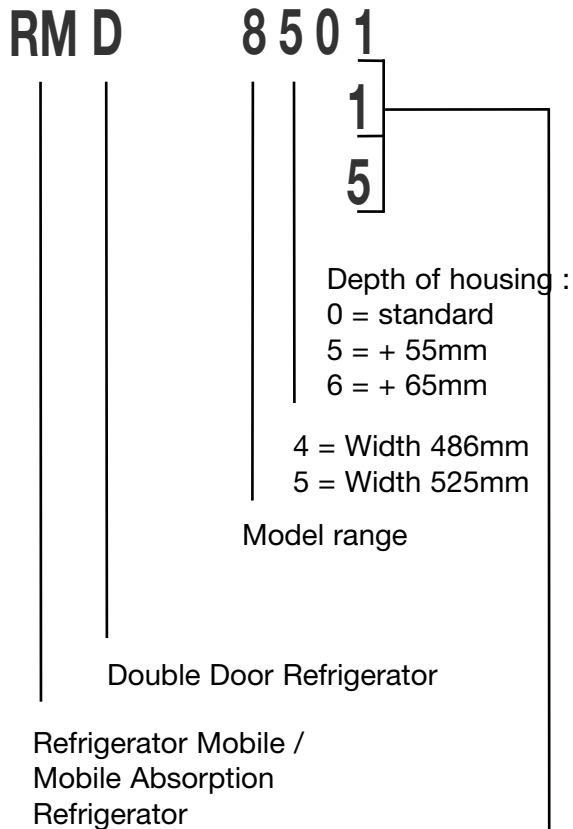 RM D 8 5 0 1
1
5
Depth of housing :
0 = standard
5 = + 55mm
6 = + 65mm
4 = Width 486mm
5 = Width 525mm
Model range
Double Door Refrigerator
Refrigerator Mobile /
Mobile Absorption
Refrigerator